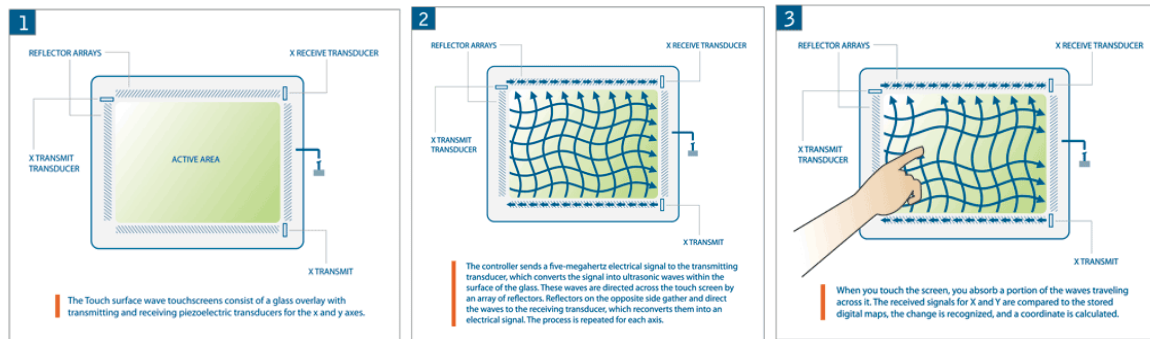 1
REFLECTOR ARRAYS
X RECEIVE TRANSDUCER
X TRANSMIT
TRANSDUCER
ACTIVE AREA
X TRANSMIT
The Touch surface wave touchscreens consist of a glass overlay with
transmitting and receiving piezoelectric transducers for the x and y axes.
2
REFLECTOR ARRAYS
X RECEIVE
TRANSDUCER
X TRANSMIT
TRANSDUCER
X TRANSMIT
The controller sends a five-megahertz electrical signal to the transmitting
transducer, which converts the signal into ultrasonic waves within the
surface of the glass. These waves are directed across the touch screen by
an array of reflectors. Reflectors on the opposite side gather and direct
the waves to the receiving transducer, which reconverts them into an
electrical signal. The process is repeated for each axis.
3
REFLECTOR ARRAYS
X RECEIVE TRANSDUCER
X TRANSMIT
TRANSDUCER
X TRANSMIT
When you touch the screen, you absorb a portion of the waves traveling
across it. The received signals for X and Y are compared to the stored
digital maps, the change is recognized, and a coordinate is calculated.